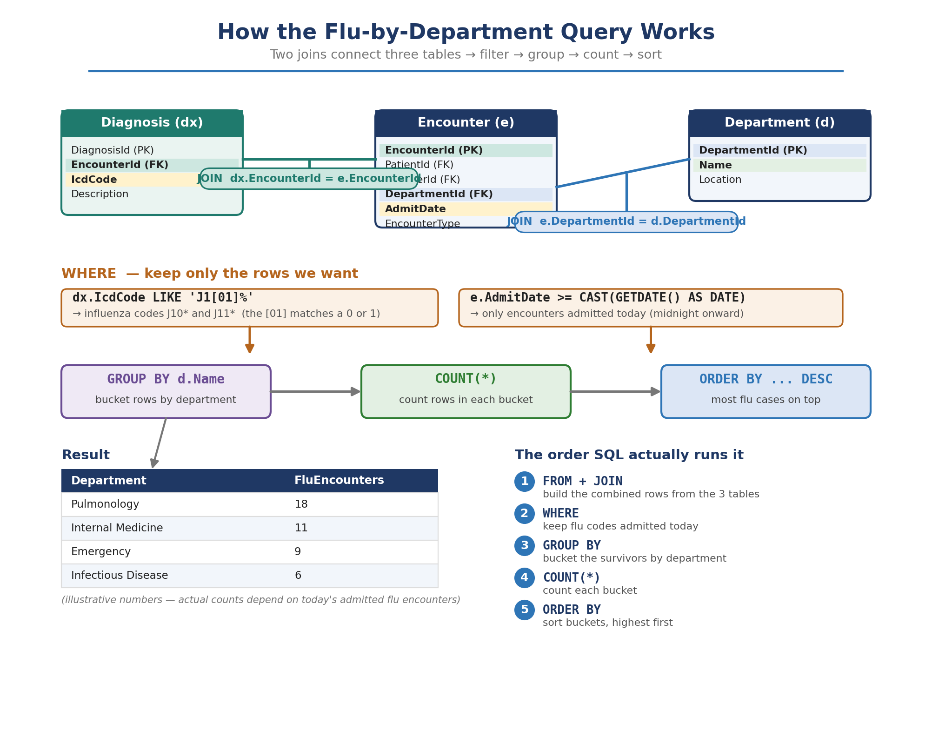 How the Flu-by-Department Query Works
Two joins connect three tables → filter → group → count → sort
Diagnosis (dx)
DiagnosisId (PK)
EncounterId (FK)
IcdCode
Description
JOIN  dx.EncounterId = e.EncounterId
Encounter (e)
EncounterId (PK)
PatientId (FK)
erId (FK)
DepartmentId (FK)
AdmitDate
EncounterType
JOIN  e.DepartmentId = d.DepartmentId
Department (d)
DepartmentId (PK)
Name
Location
WHERE  — keep only the rows we want
dx.IcdCode LIKE 'J1[01]%'
→ influenza codes J10* and J11*  (the [01] matches a 0 or 1)
e.AdmitDate >= CAST(GETDATE() AS DATE)
→ only encounters admitted today (midnight onward)
GROUP BY d.Name
bucket rows by department
COUNT(*)
count rows in each bucket
ORDER BY ... DESC
most flu cases on top
Result
Department FluEncounters
Pulmonology 18
Internal Medicine 11
Emergency 9
Infectious Disease 6
(illustrative numbers — actual counts depend on today's admitted flu encounters)
The order SQL actually runs it
1 FROM + JOIN
build the combined rows from the 3 tables
2 WHERE
keep flu codes admitted today
3 GROUP BY
bucket the survivors by department
4 COUNT(*)
count each bucket
5 ORDER BY
sort buckets, highest first